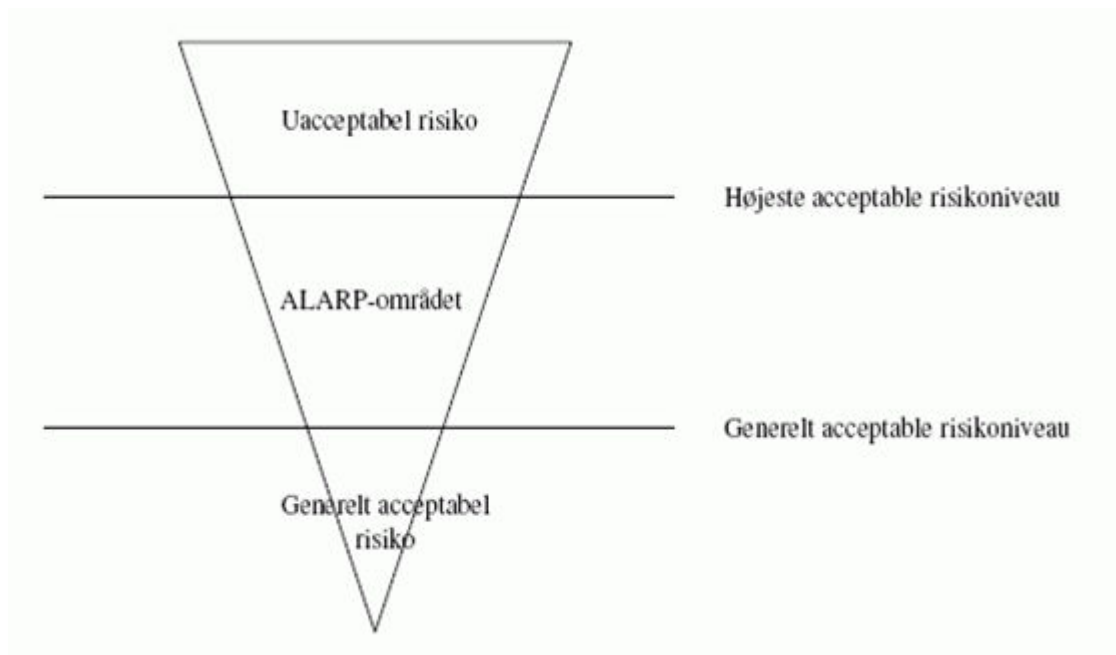 Uacceptabel risiko
Højeste acceptable risikoniveau
ALARP-området
Generelt acceptable risikoniveau
Generelt acceptabel
risiko